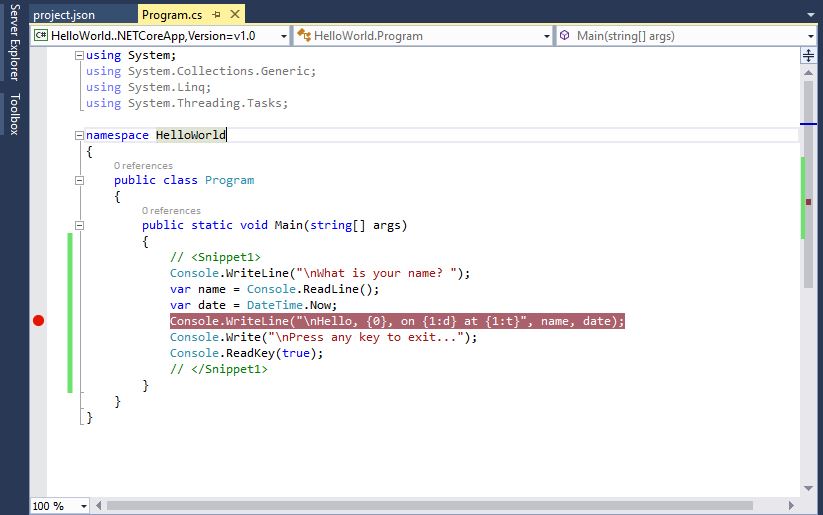 Server Explorer
Toolbox
project.json
Program.cs
C# HelloWorld..NETCoreApp,Version=v1.0
HelloWorld.Program
Main(string[] args)
using System;
using System.Collections.Generic;
using System.Linq;
using System.Threading.Tasks;
namespace HelloWorld
{
0 references
public class Program
{
0 references
public static void Main(string[] args)
{
// <Snippet1>
Console.WriteLine("\nWhat is your name? ");
var name = Console.ReadLine();
var date = DateTime.Now;
Console.WriteLine("\nHello, {0}, on {1:d} at {1:t}", name, date);
Console.Write("\nPress any key to exit...");
Console.ReadKey(true);
// </Snippet1>
}
}
}
100 %